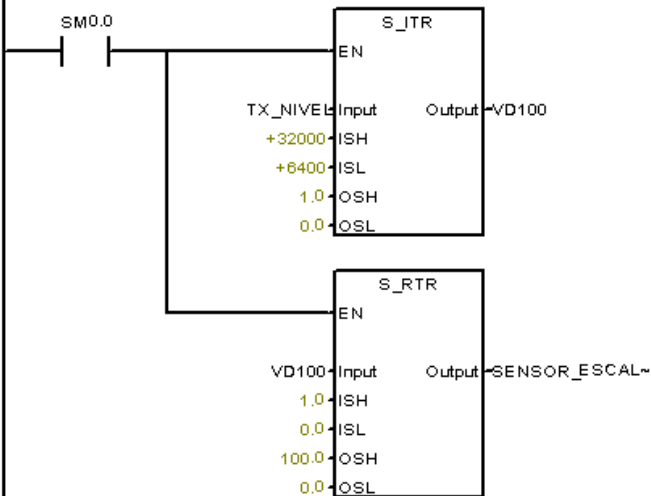 SM0.0
S_ITR
EN
TX_NIVEL Input Output VD100
+32000 ISH
+6400 ISL
1.0 OSH
0.0 OSL
S_RTR
EN
VD100 Input Output SENSOR_ESCAL~
1.0 ISH
0.0 ISL
100.0 OSH
0.0 OSL